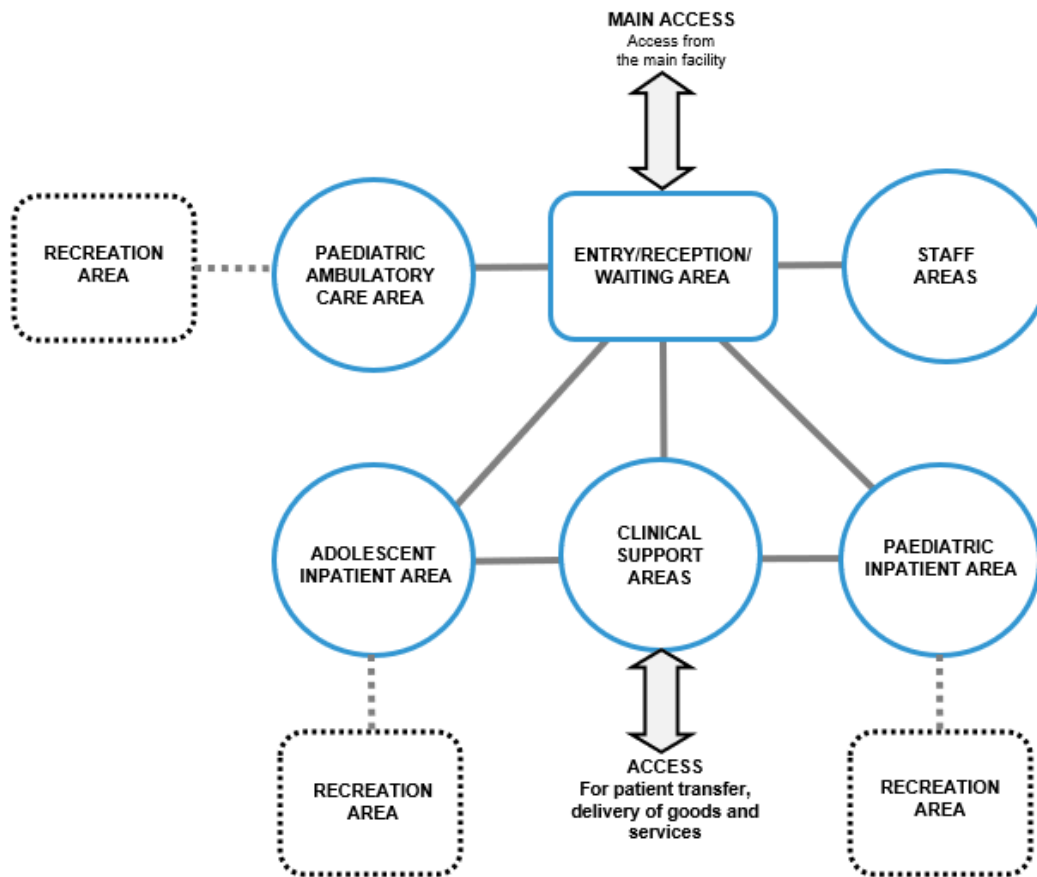 MAIN ACCESS
Access from
the main facility
RECREATION
AREA
PAEDIATRIC
AMBULATORY
CARE AREA
ENTRY/RECEPTION/
WAITING AREA
STAFF
AREAS
ADOLESCENT
INPATIENT AREA
CLINICAL
SUPPORT
AREAS
PAEDIATRIC
INPATIENT AREA
RECREATION
AREA
ACCESS
For patient transfer,
delivery of goods and
services
RECREATION
AREA